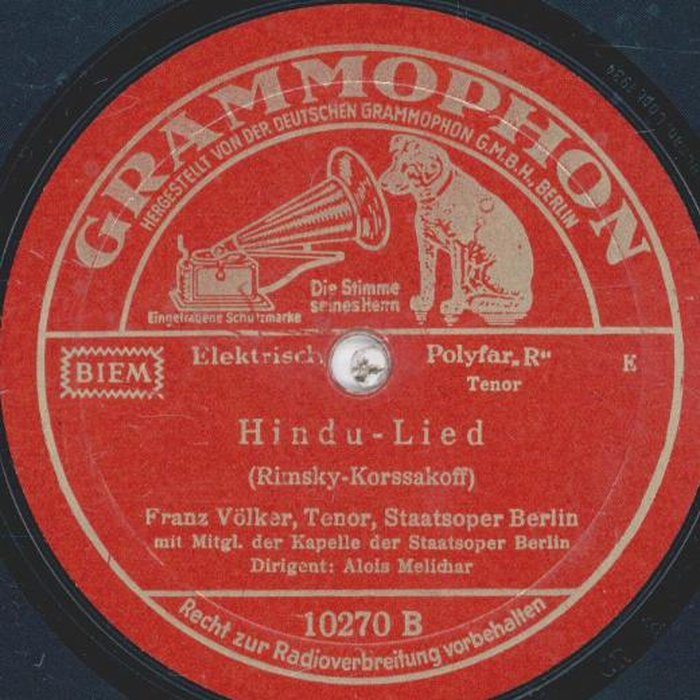 GRAMMOPHON
HERGESTELLT VON DER DEUTSCHEN GRAMMOPHON G.M.B.H., BERLIN
Die Stimme
seines Herrn
Eingetragene Schutzmarke
BIEM
Elektrisch
Polyfar „R“
K
Tenor
Hindu-Lied
(Rimsky-Korssakoff)
Franz Völker, Tenor, Staatsoper Berlin
mit Mitgl. der Kapelle der Staatsoper Berlin
Dirigent: Alois Melichar
10270 B
Recht zur Radioverbreitung vorbehalten